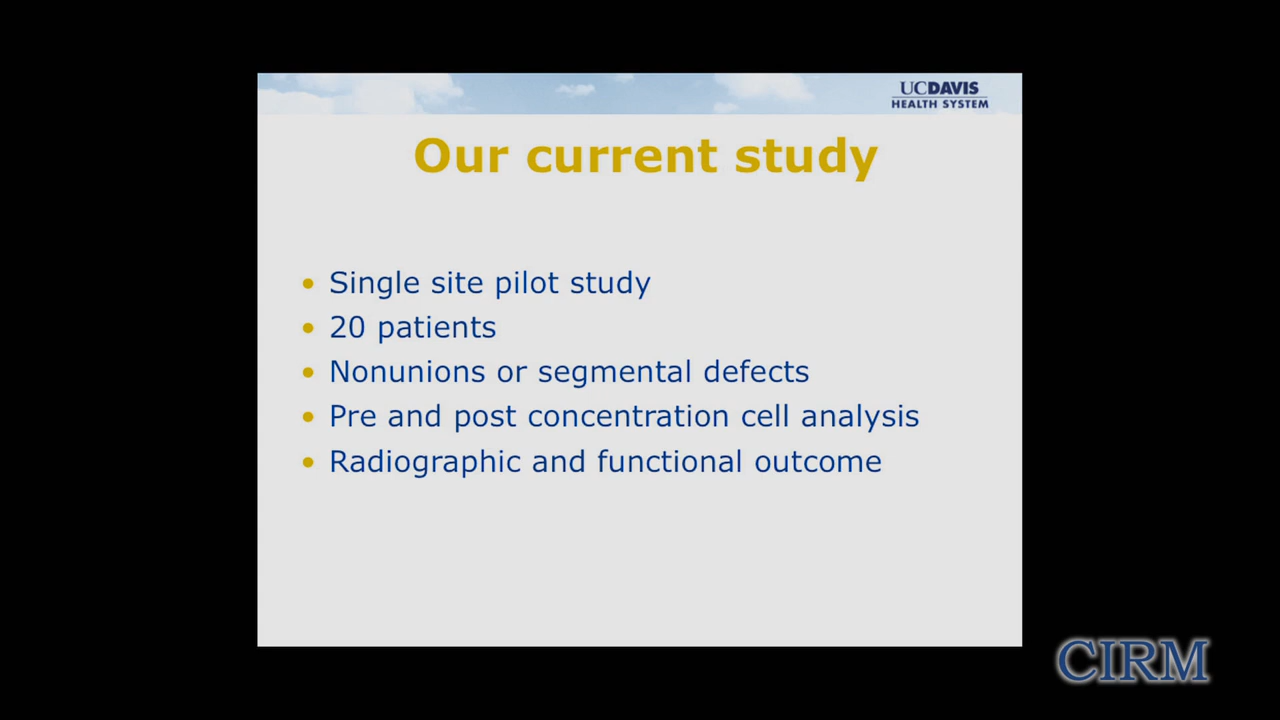 UCDAVIS
HEALTH SYSTEM
Our current study
• Single site pilot study
• 20 patients
• Nonunions or segmental defects
• Pre and post concentration cell analysis
• Radiographic and functional outcome
CIRM